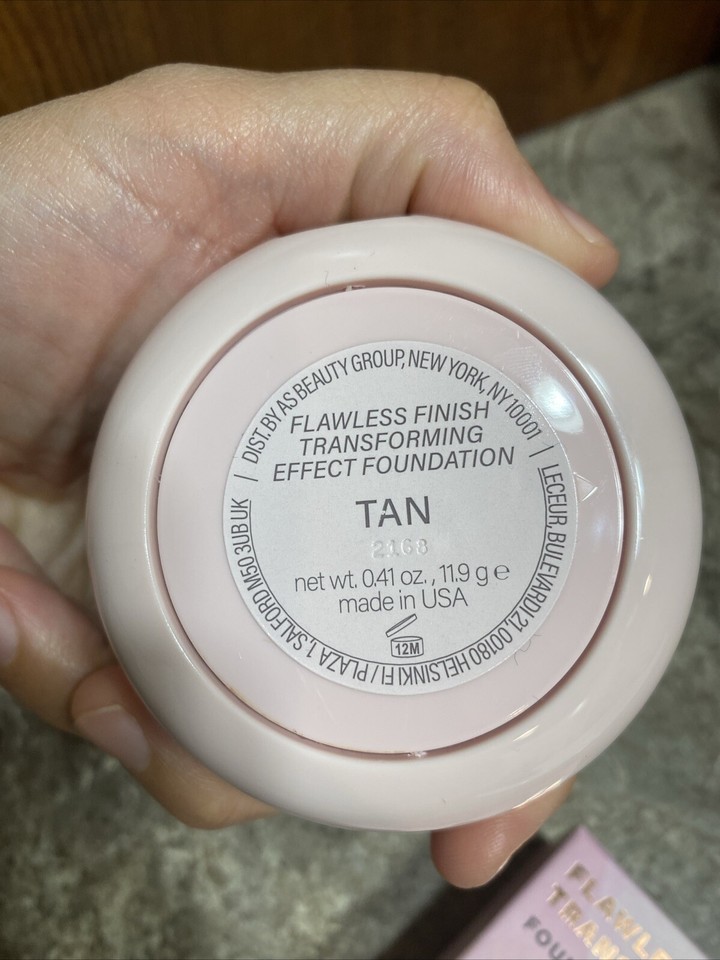 DIST. BY AS BEAUTY GROUP, NEW YORK, NY 10001 |
LECEUR, BULEVARDI 21, 00180 HELSINKI FI / PLAZA 1, SALFORD M50 3UB UK |
FLAWLESS FINISH
TRANSFORMING
EFFECT FOUNDATION
TAN
2168
net wt. 0.41 oz., 11.9 g ℮
made in USA
12M